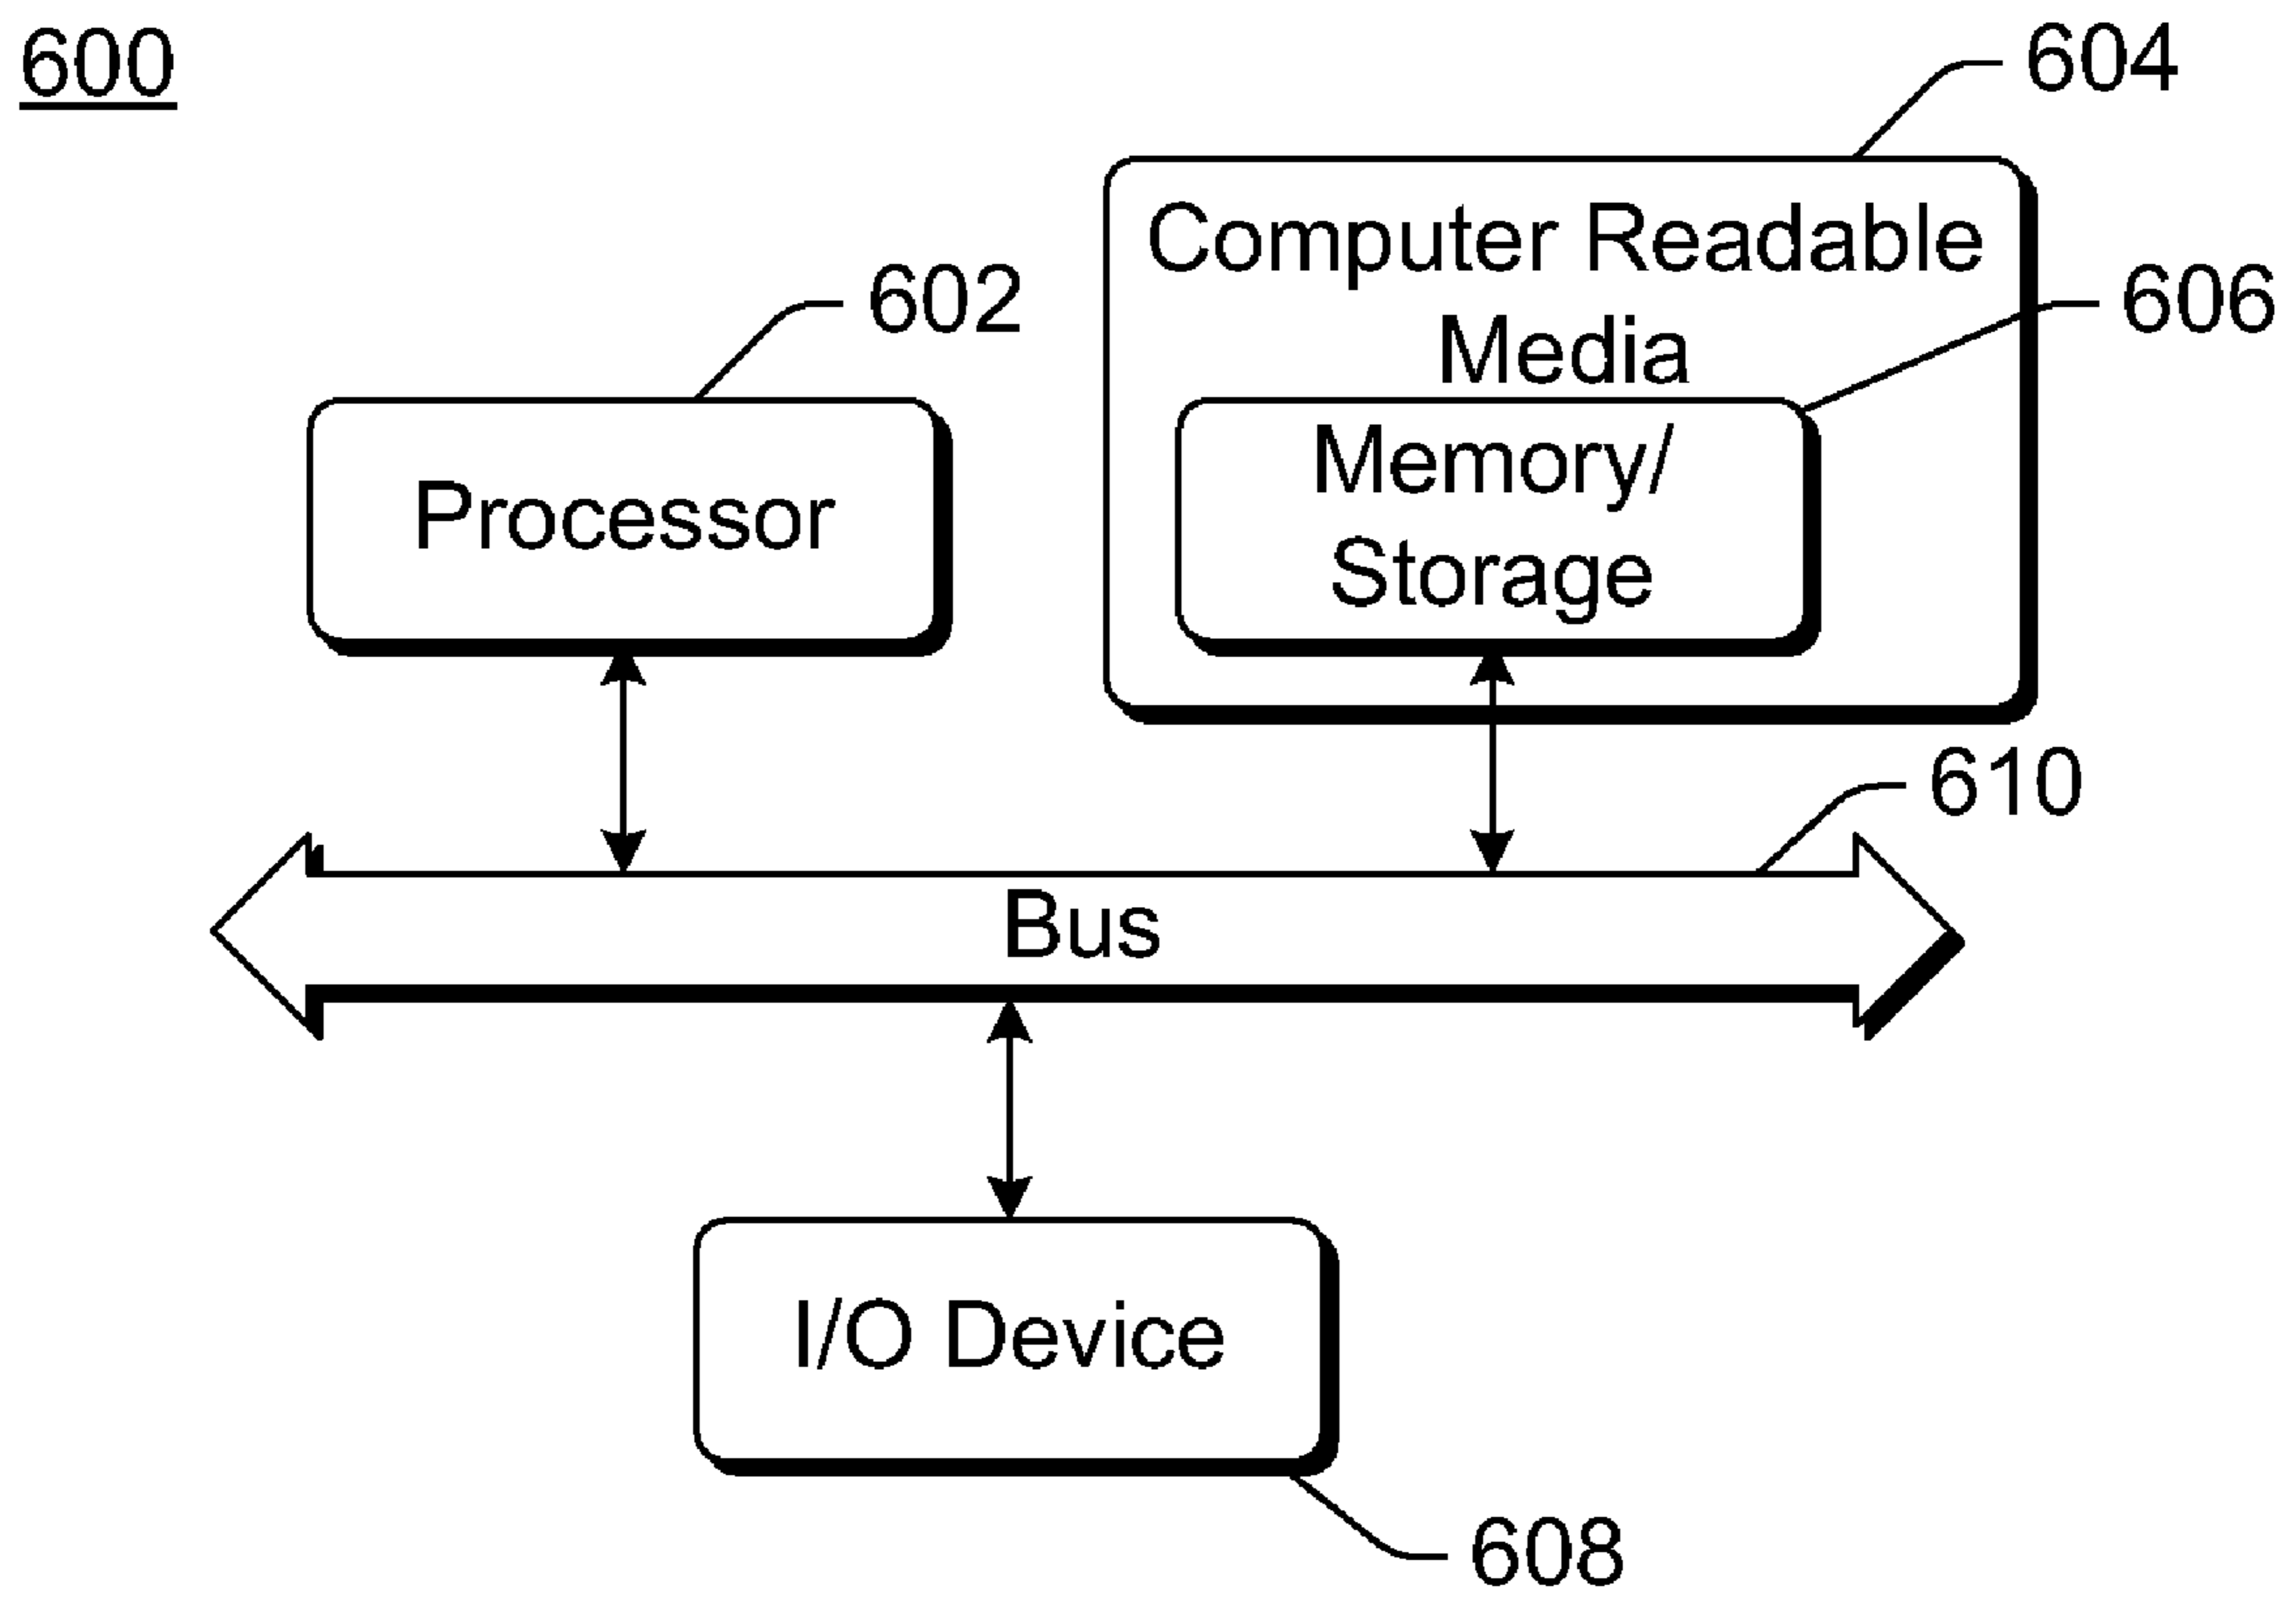 600
604
Computer Readable
Media
606
602
Processor
Memory/
Storage
610
Bus
I/O Device
608